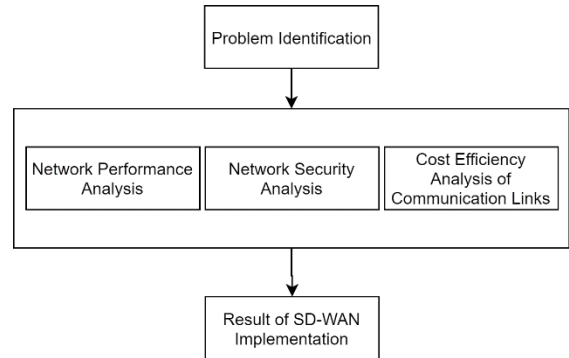 Problem Identification
Network Performance
Analysis
Network Security
Analysis
Cost Efficiency
Analysis of
Communication Links
Result of SD-WAN
Implementation